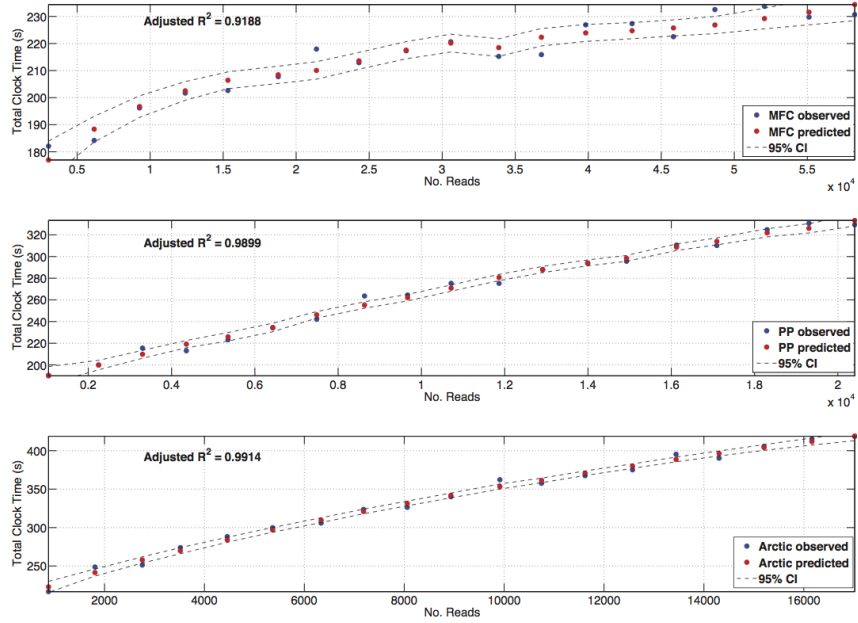 Adjusted R² = 0.9188
Total Clock Time (s)
230
220
210
200
190
180
MFC observed
MFC predicted
95% CI
0.5 1 1.5 2 2.5 3 3.5 4 4.5 5 5.5
No. Reads
x 10⁴
Adjusted R² = 0.9899
Total Clock Time (s)
320
300
280
260
240
220
200
PP observed
PP predicted
95% CI
0.2 0.4 0.6 0.8 1 1.2 1.4 1.6 1.8 2
No. Reads
x 10⁴
Adjusted R² = 0.9914
Total Clock Time (s)
400
350
300
250
Arctic observed
Arctic predicted
95% CI
2000 4000 6000 8000 10000 12000 14000 16000
No. Reads